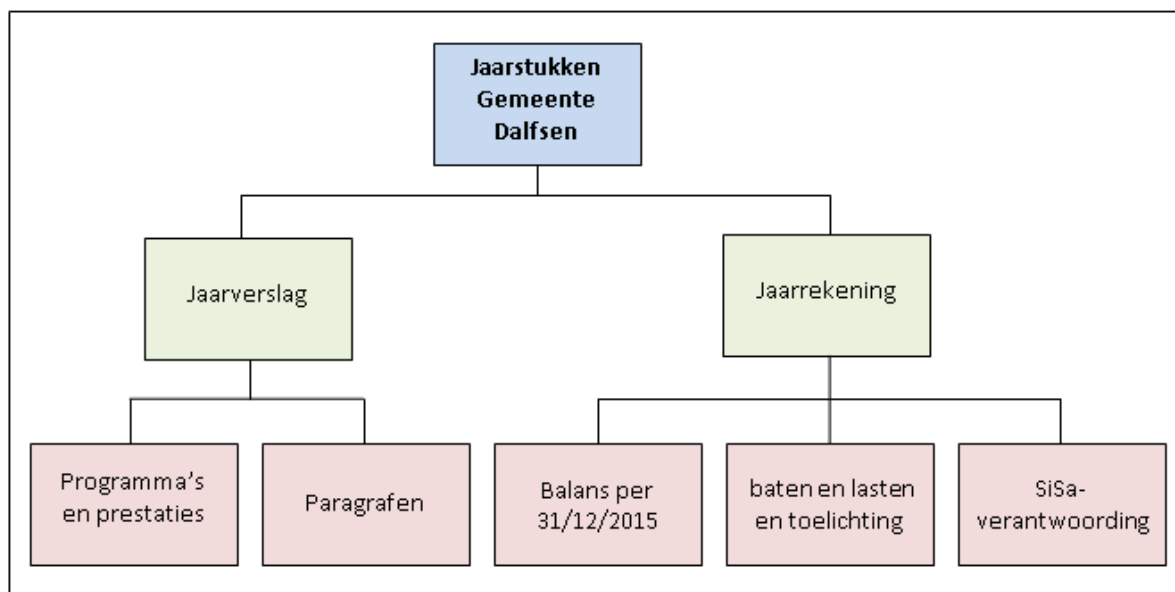 Jaarstukken
Gemeente
Dalfsen
Jaarverslag
Jaarrekening
Programma's
en prestaties
Paragrafen
Balans per
31/12/2015
baten en lasten
en toelichting
SiSa-
verantwoording